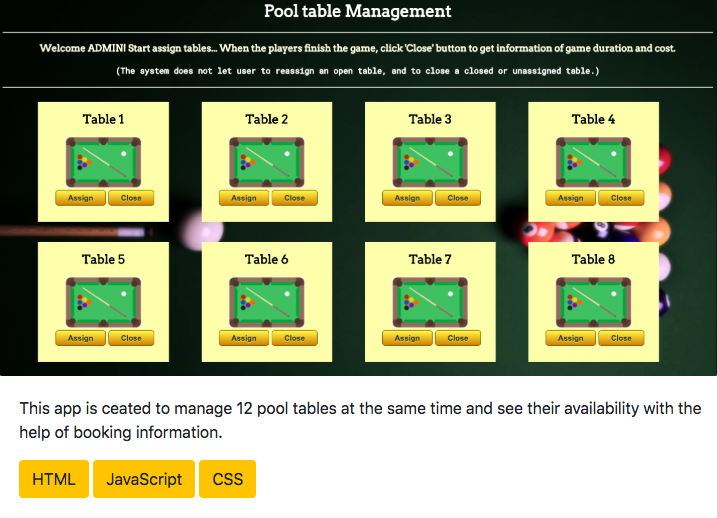 Pool table Management
Welcome ADMIN! Start assign tables... When the players finish the game, click 'Close' button to get information of game duration and cost.
(The system does not let user to reassign an open table, and to close a closed or unassigned table.)
Table 1 Table 2 Table 3 Table 4
Assign Close Assign Close Assign Close Assign Close
Table 5 Table 6 Table 7 Table 8
Assign Close Assign Close Assign Close Assign Close
This app is ceated to manage 12 pool tables at the same time and see their availability with the
help of booking information.
HTML JavaScript CSS